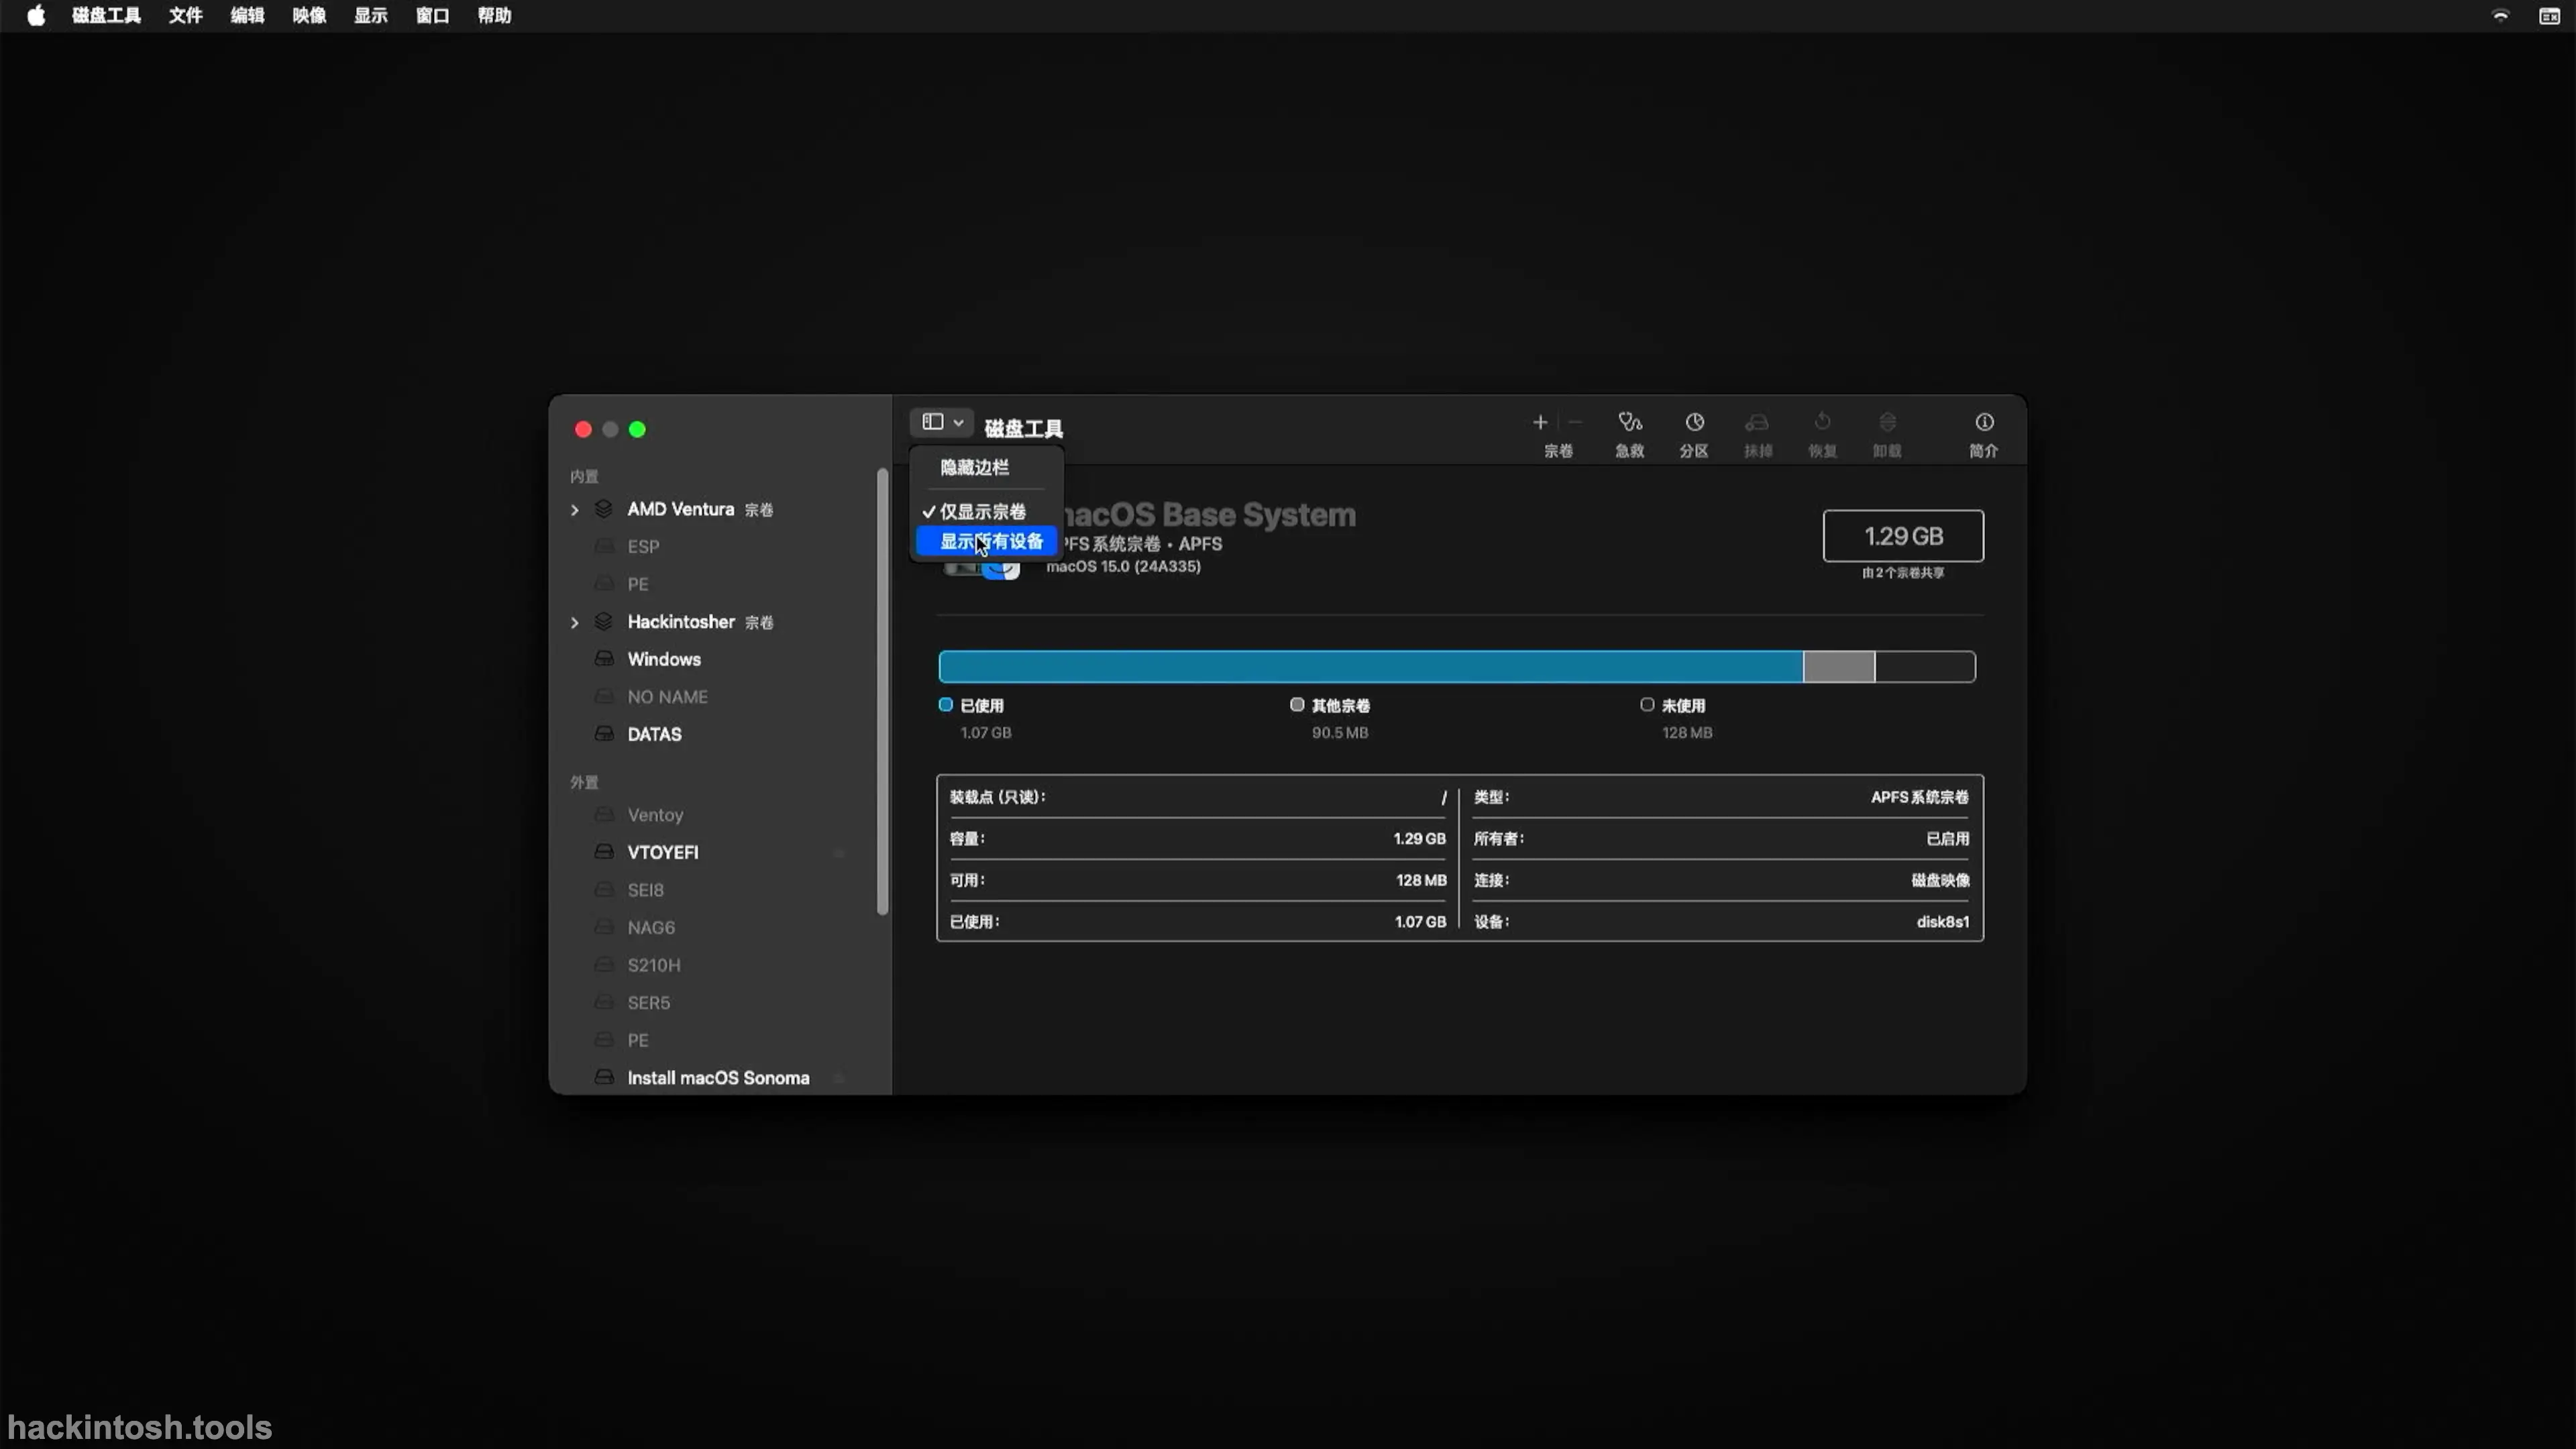 磁盘工具 文件 编辑 映像 显示 窗口 帮助
磁盘工具
宗卷 急救 分区 抹掉 恢复 卸载 简介
隐藏边栏
仅显示宗卷
显示所有设备
内置
AMD Ventura 宗卷
ESP
PE
Hackintosher 宗卷
Windows
NO NAME
DATAS
外置
Ventoy
VTOYEFI
SEI8
NAG6
S210H
SER5
PE
Install macOS Sonoma
macOS Base System
APFS 系统宗卷 • APFS
macOS 15.0 (24A335)
1.29 GB
由 2 个宗卷共享
已使用 其他宗卷 未使用
1.07 GB 90.5 MB 128 MB
装载点 (只读): / 类型: APFS 系统宗卷
容量: 1.29 GB 所有者: 已启用
可用: 128 MB 连接: 磁盘映像
已使用: 1.07 GB 设备: disk8s1
hackintosh.tools